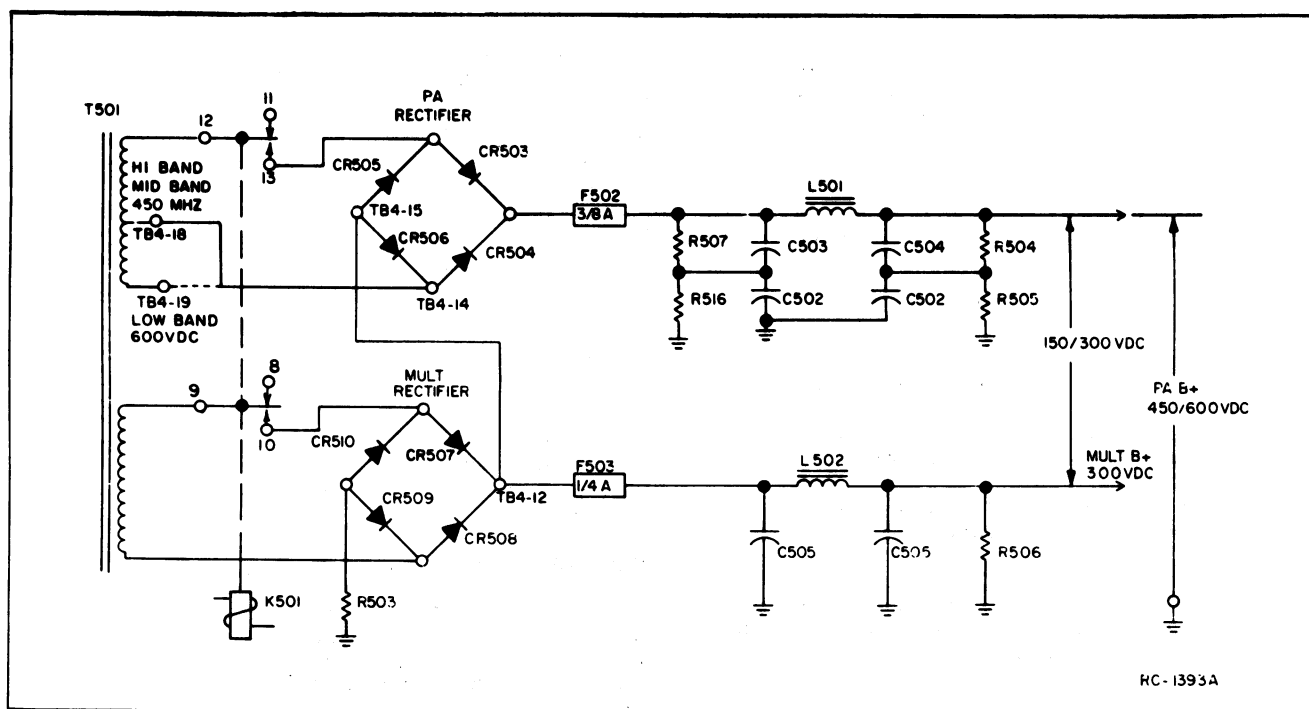 T501
12
11
13
HI BAND
MID BAND
450 MHZ
TB4-18
TB4-19
LOW BAND
600VDC
PA
RECTIFIER
CR505
CR503
TB4-15
CR506
CR504
TB4-14
F502
3/8A
L501
R507
C503
C504
R504
R516
C502
C502
R505
150/300 VDC
PA B+
450/600VDC
9
8
10
MULT
RECTIFIER
CR510
CR507
CR509
CR508
TB4-12
F503
1/4 A
L502
MULT B+
300VDC
C505
C505
R506
K501
R503
RC-1393A